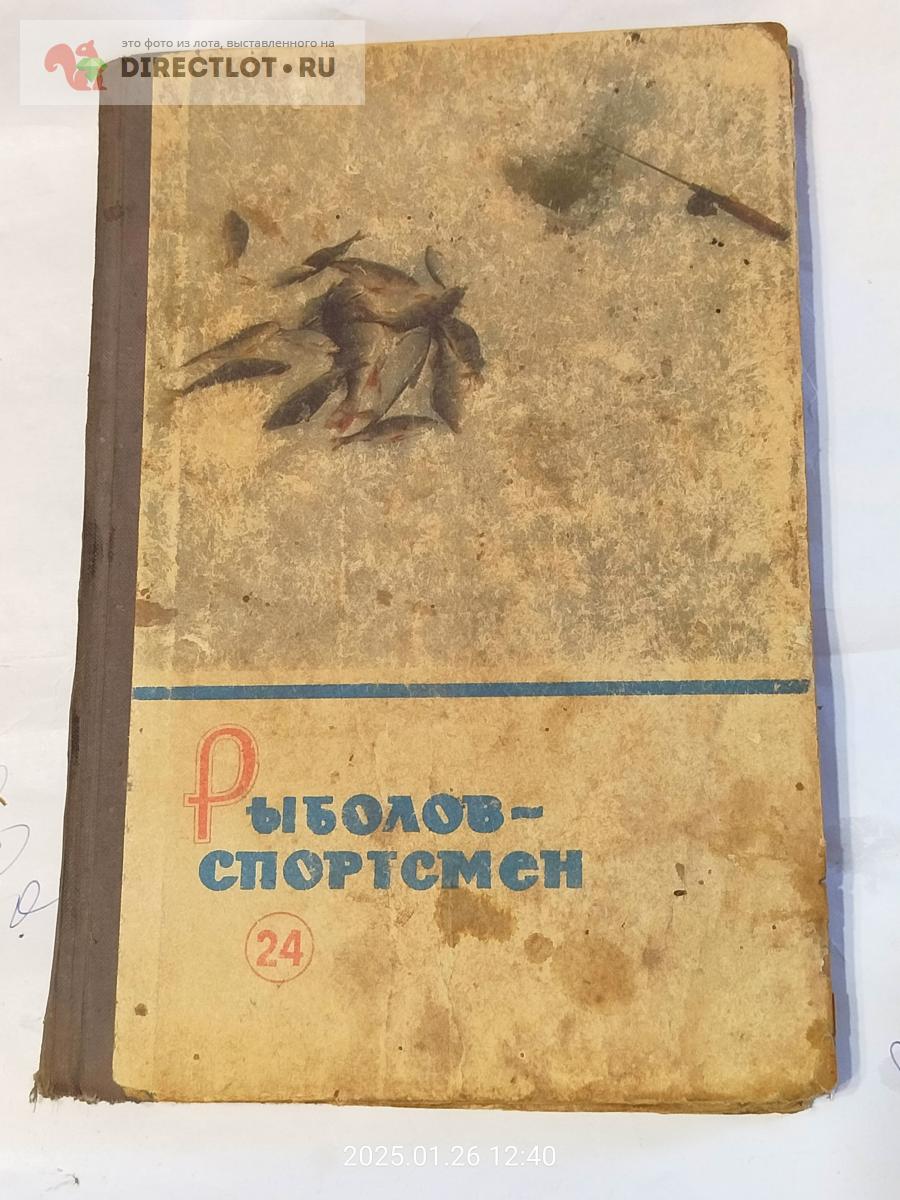 это фото из лота, выставленного на
DIRECTLOT•RU
Рыболов-
спортсмен
24
2025.01.26 12:40